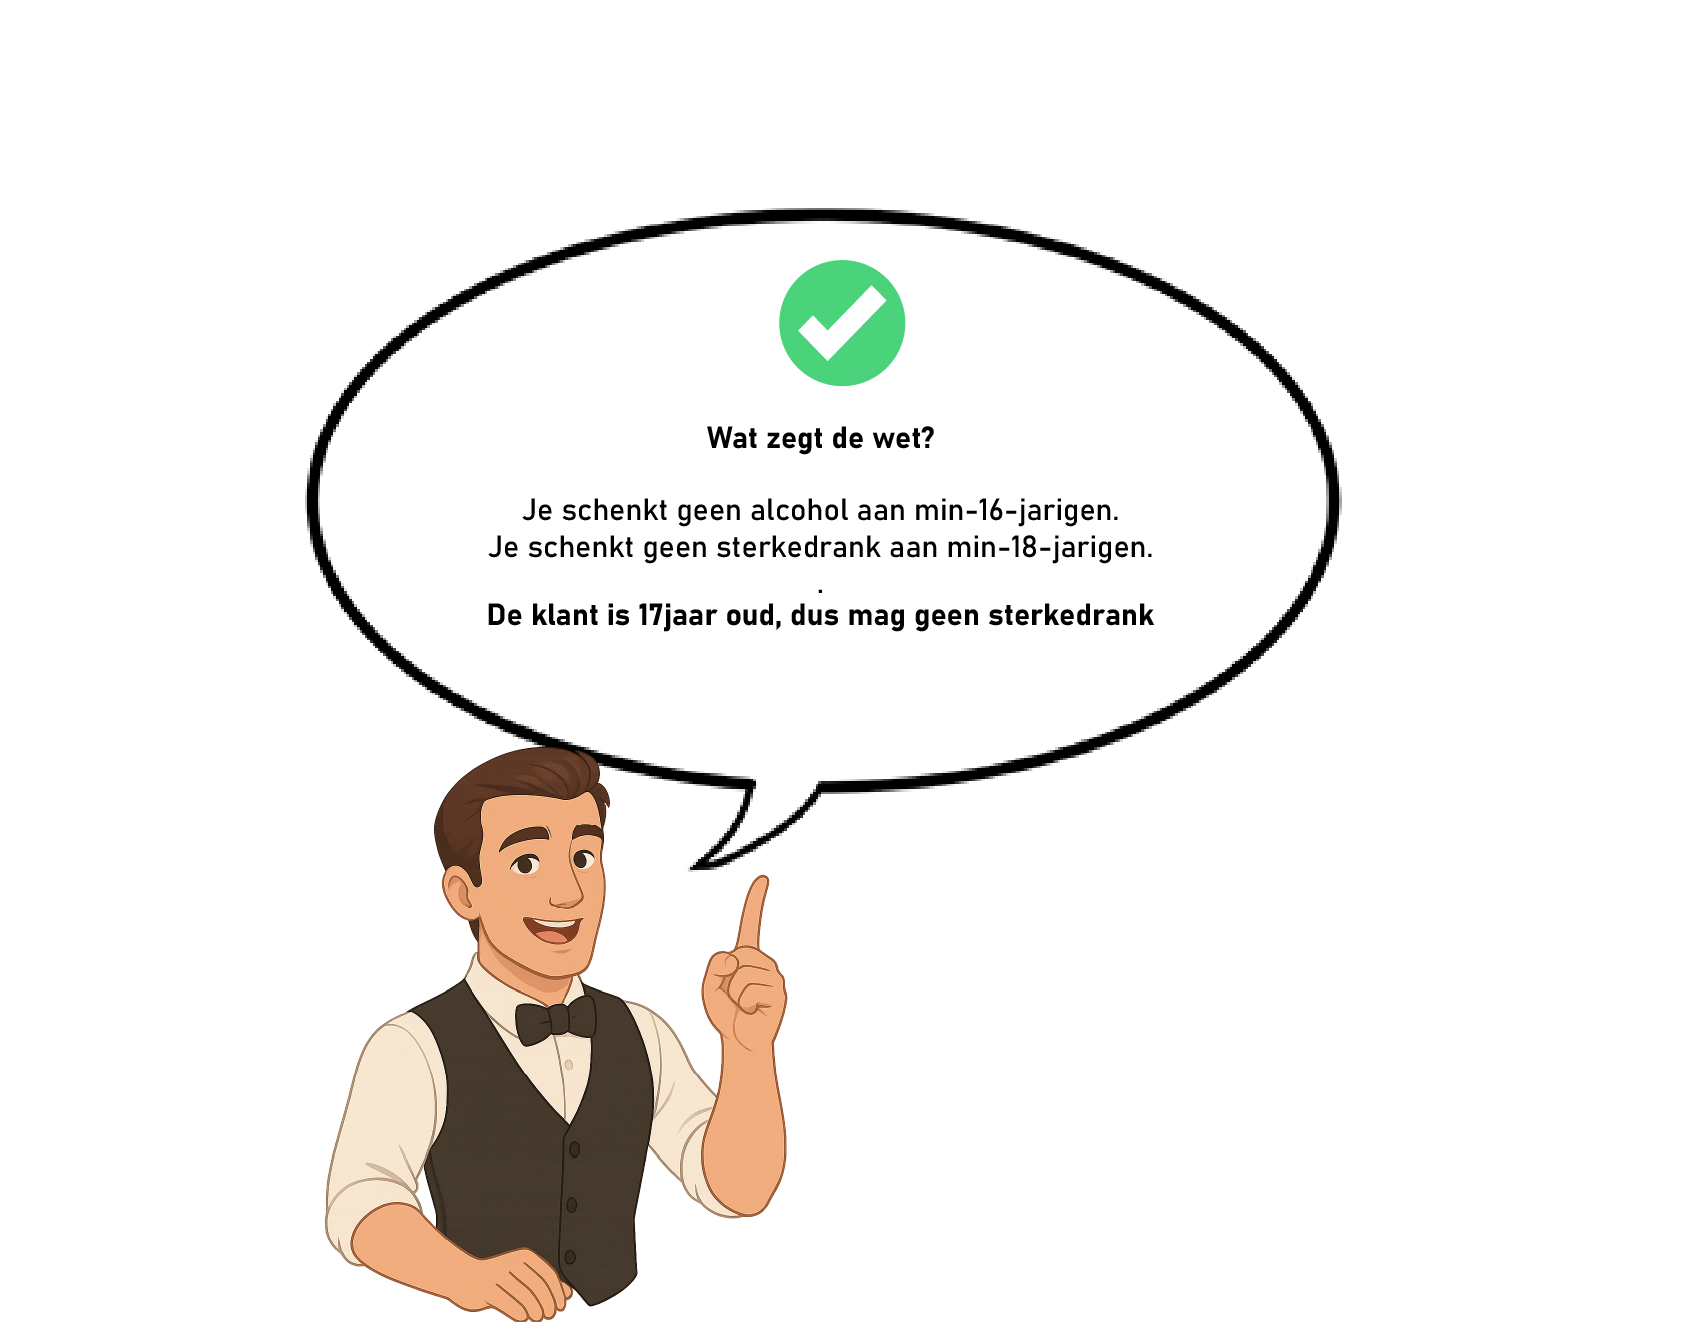 Wat zegt de wet?
Je schenkt geen alcohol aan min-16-jarigen.
Je schenkt geen sterkedrank aan min-18-jarigen.
.
De klant is 17jaar oud, dus mag geen sterkedrank